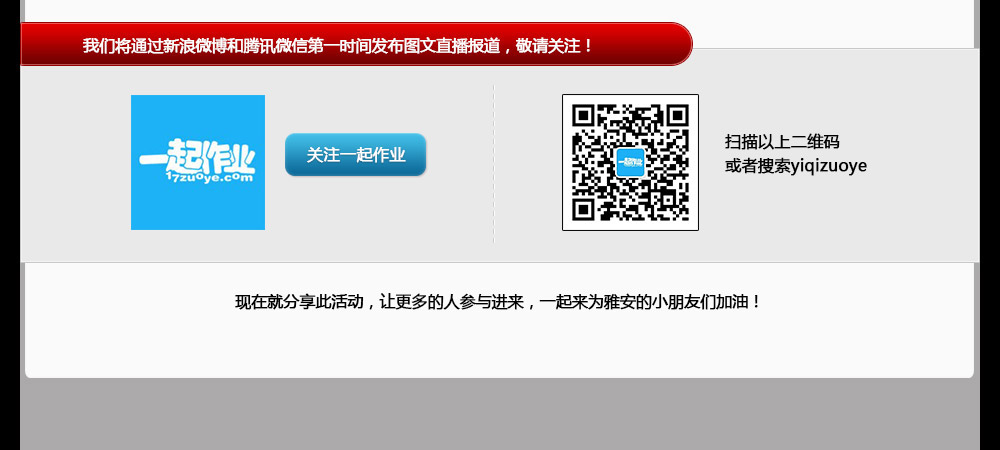 我们将通过新浪微博和腾讯微信第一时间发布图文直播报道，敬请关注！
一起作业
17zuoye.com
关注一起作业
一起作业
扫描以上二维码
或者搜索yiqizuoye
现在就分享此活动，让更多的人参与进来，一起来为雅安的小朋友们加油！